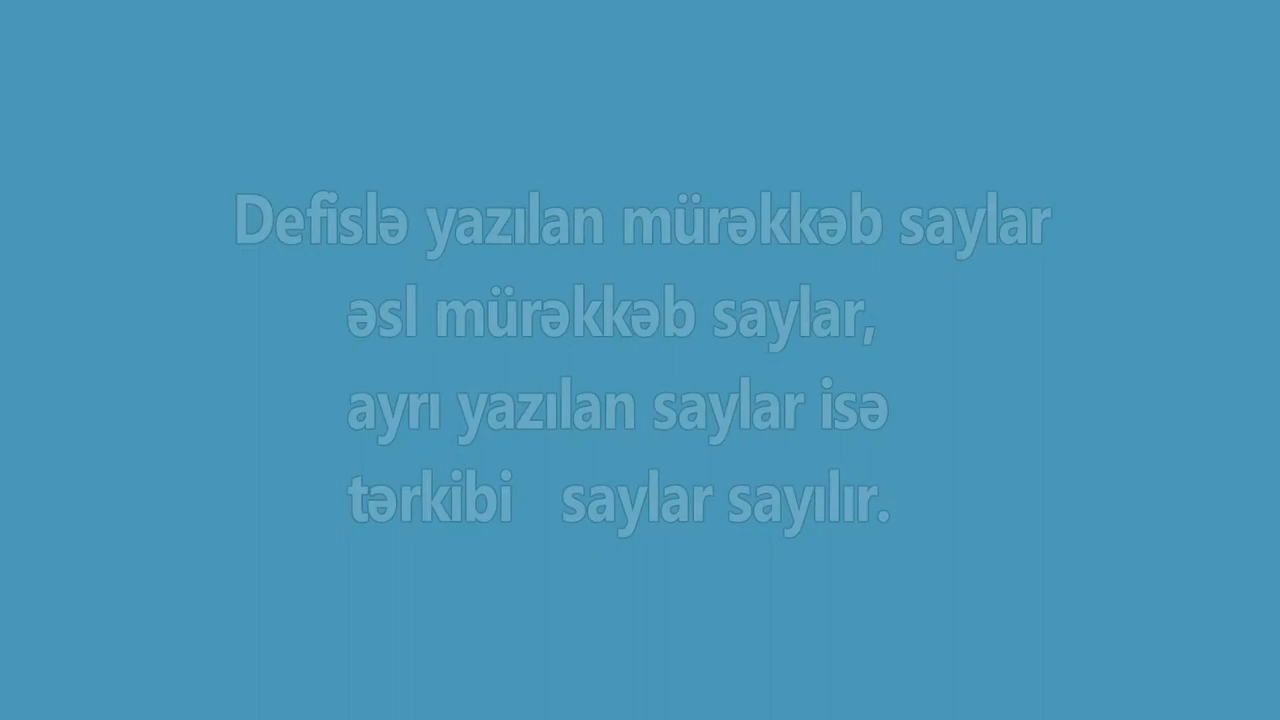 Defislə yazılan mürəkkəb saylar
əsl mürəkkəb saylar,
ayrı yazılan saylar isə
tərkibi saylar sayılır.